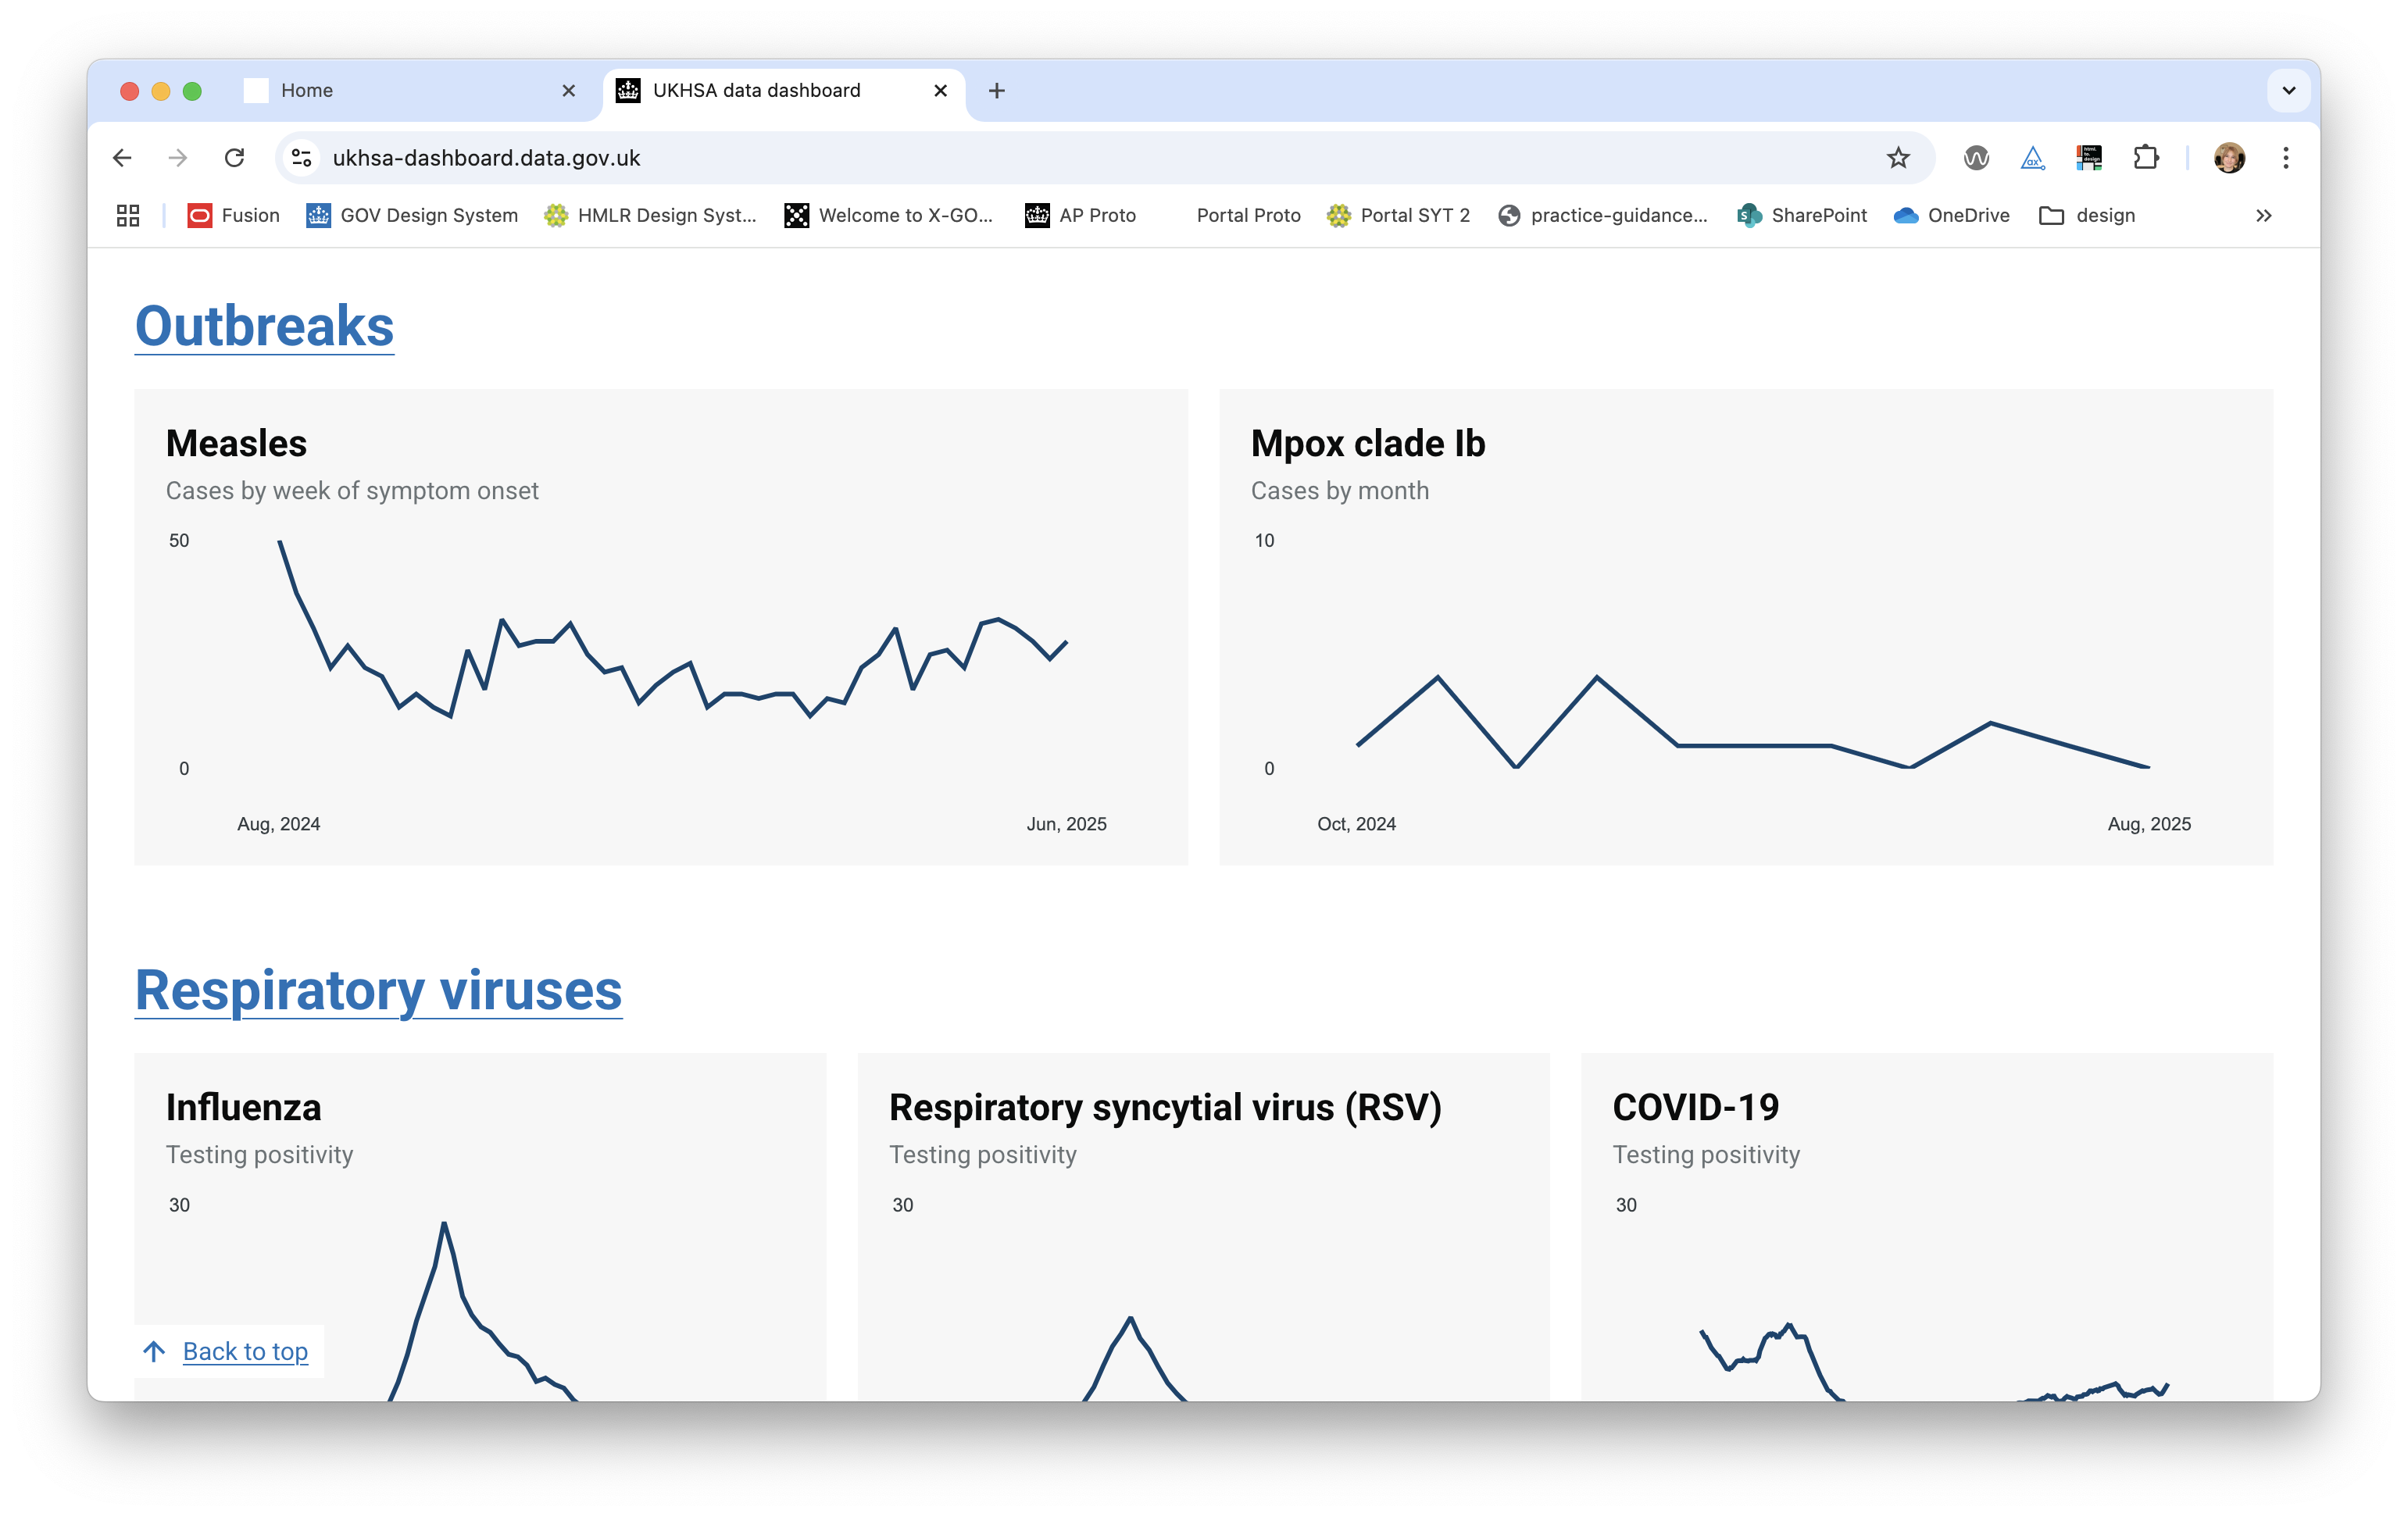 Home
UKHSA data dashboard
ukhsa-dashboard.data.gov.uk
Fusion
GOV Design System
HMLR Design Syst...
Welcome to X-GO...
AP Proto
Portal Proto
Portal SYT 2
practice-guidance...
SharePoint
OneDrive
design
Outbreaks
Measles
Cases by week of symptom onset
50
0
Aug, 2024
Jun, 2025
Mpox clade Ib
Cases by month
10
0
Oct, 2024
Aug, 2025
Respiratory viruses
Influenza
Testing positivity
30
Respiratory syncytial virus (RSV)
Testing positivity
30
COVID-19
Testing positivity
30
Back to top